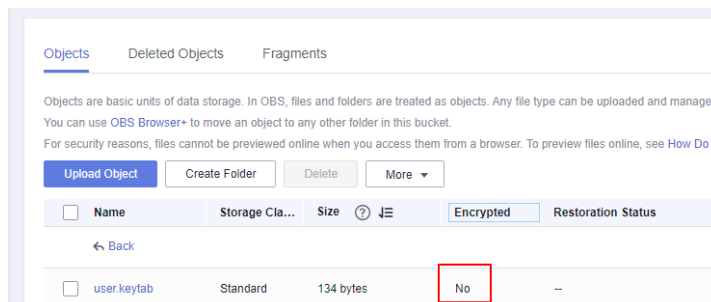 Objects Deleted Objects Fragments
Objects are basic units of data storage. In OBS, files and folders are treated as objects. Any file type can be uploaded and manage
You can use OBS Browser+ to move an object to any other folder in this bucket.
For security reasons, files cannot be previewed online when you access them from a browser. To preview files online, see How Do
Upload Object Create Folder Delete More
Name Storage Cla... Size ? Encrypted Restoration Status
Back
user.keytab Standard 134 bytes No --